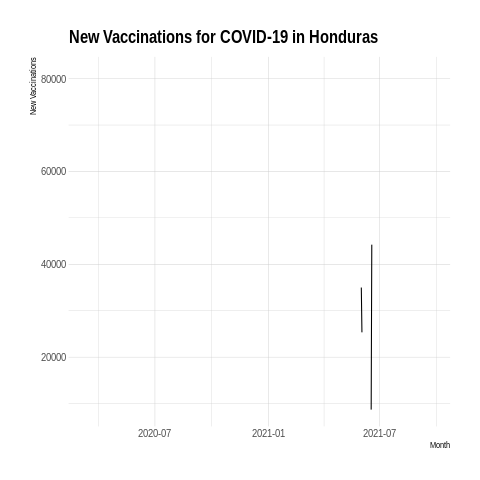 New Vaccinations for COVID-19 in Honduras
New Vaccinations
80000
60000
40000
20000
2020-07
2021-01
2021-07
Month